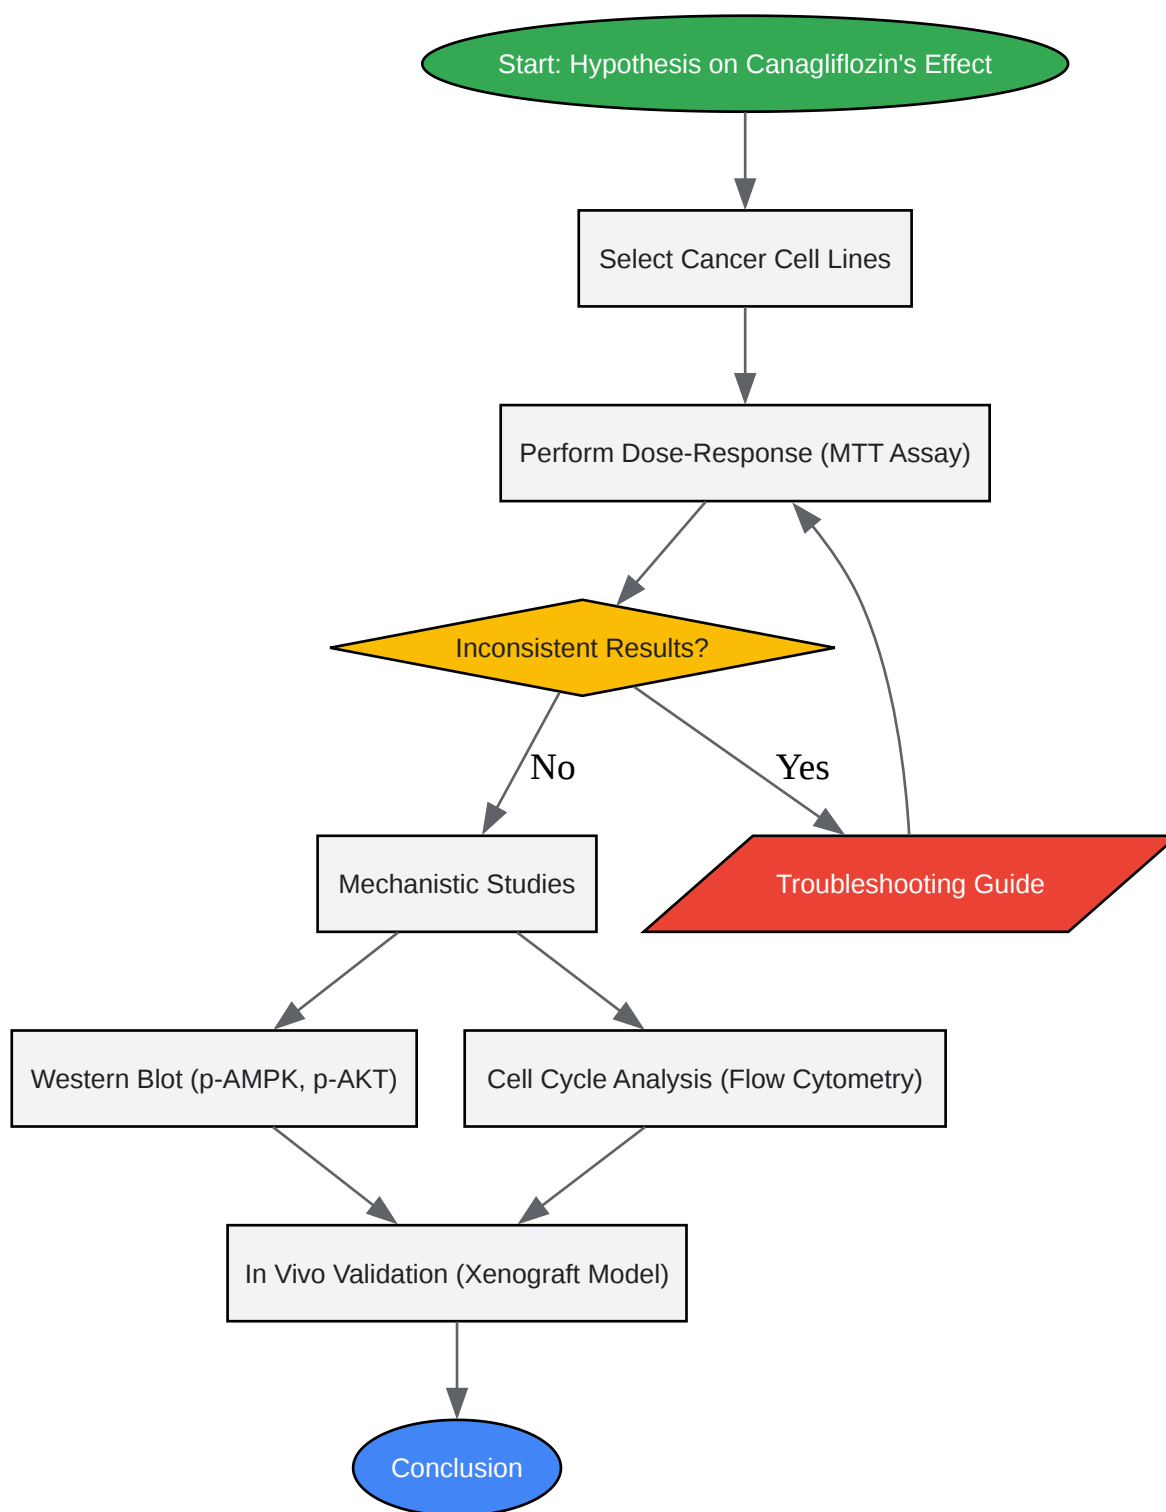 Start: Hypothesis on Canagliflozin's Effect
Select Cancer Cell Lines
Perform Dose-Response (MTT Assay)
Inconsistent Results?
No
Yes
Mechanistic Studies
Troubleshooting Guide
Western Blot (p-AMPK, p-AKT)
Cell Cycle Analysis (Flow Cytometry)
In Vivo Validation (Xenograft Model)
Conclusion